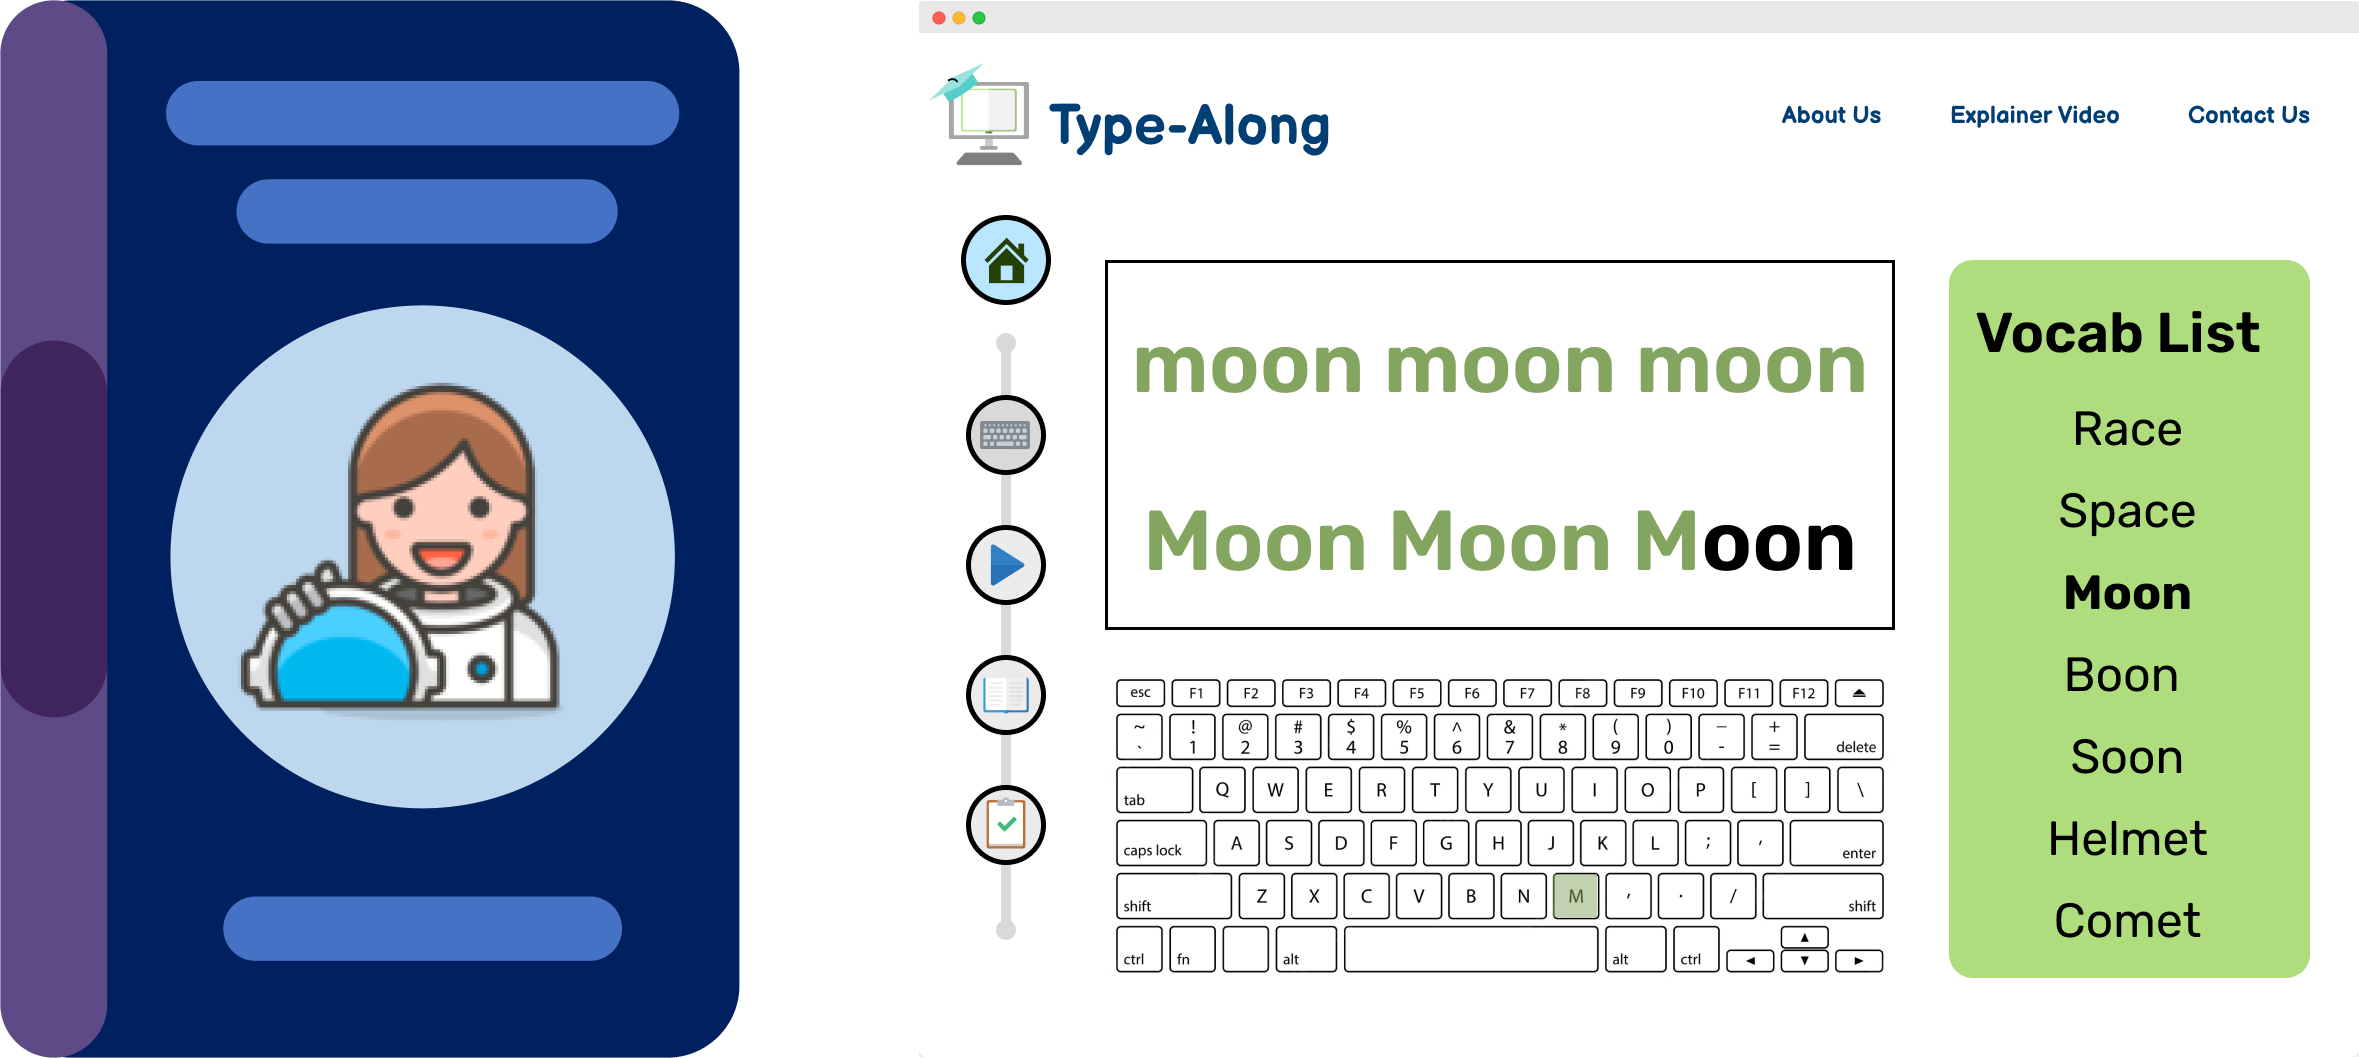 Type-Along
About Us Explainer Video Contact Us
moon moon moon
Moon Moon Moon
esc F1 F2 F3 F4 F5 F6 F7 F8 F9 F10 F11 F12 ⏏
~ ! @ # $ % ^ & * ( ) — +
` 1 2 3 4 5 6 7 8 9 0 - = delete
tab Q W E R T Y U I O P [ ] \
caps lock A S D F G H J K L ; ' enter
shift Z X C V B N M , . / shift
ctrl fn alt alt ctrl ◄ ▲ ▼ ►
Vocab List
Race
Space
Moon
Boon
Soon
Helmet
Comet